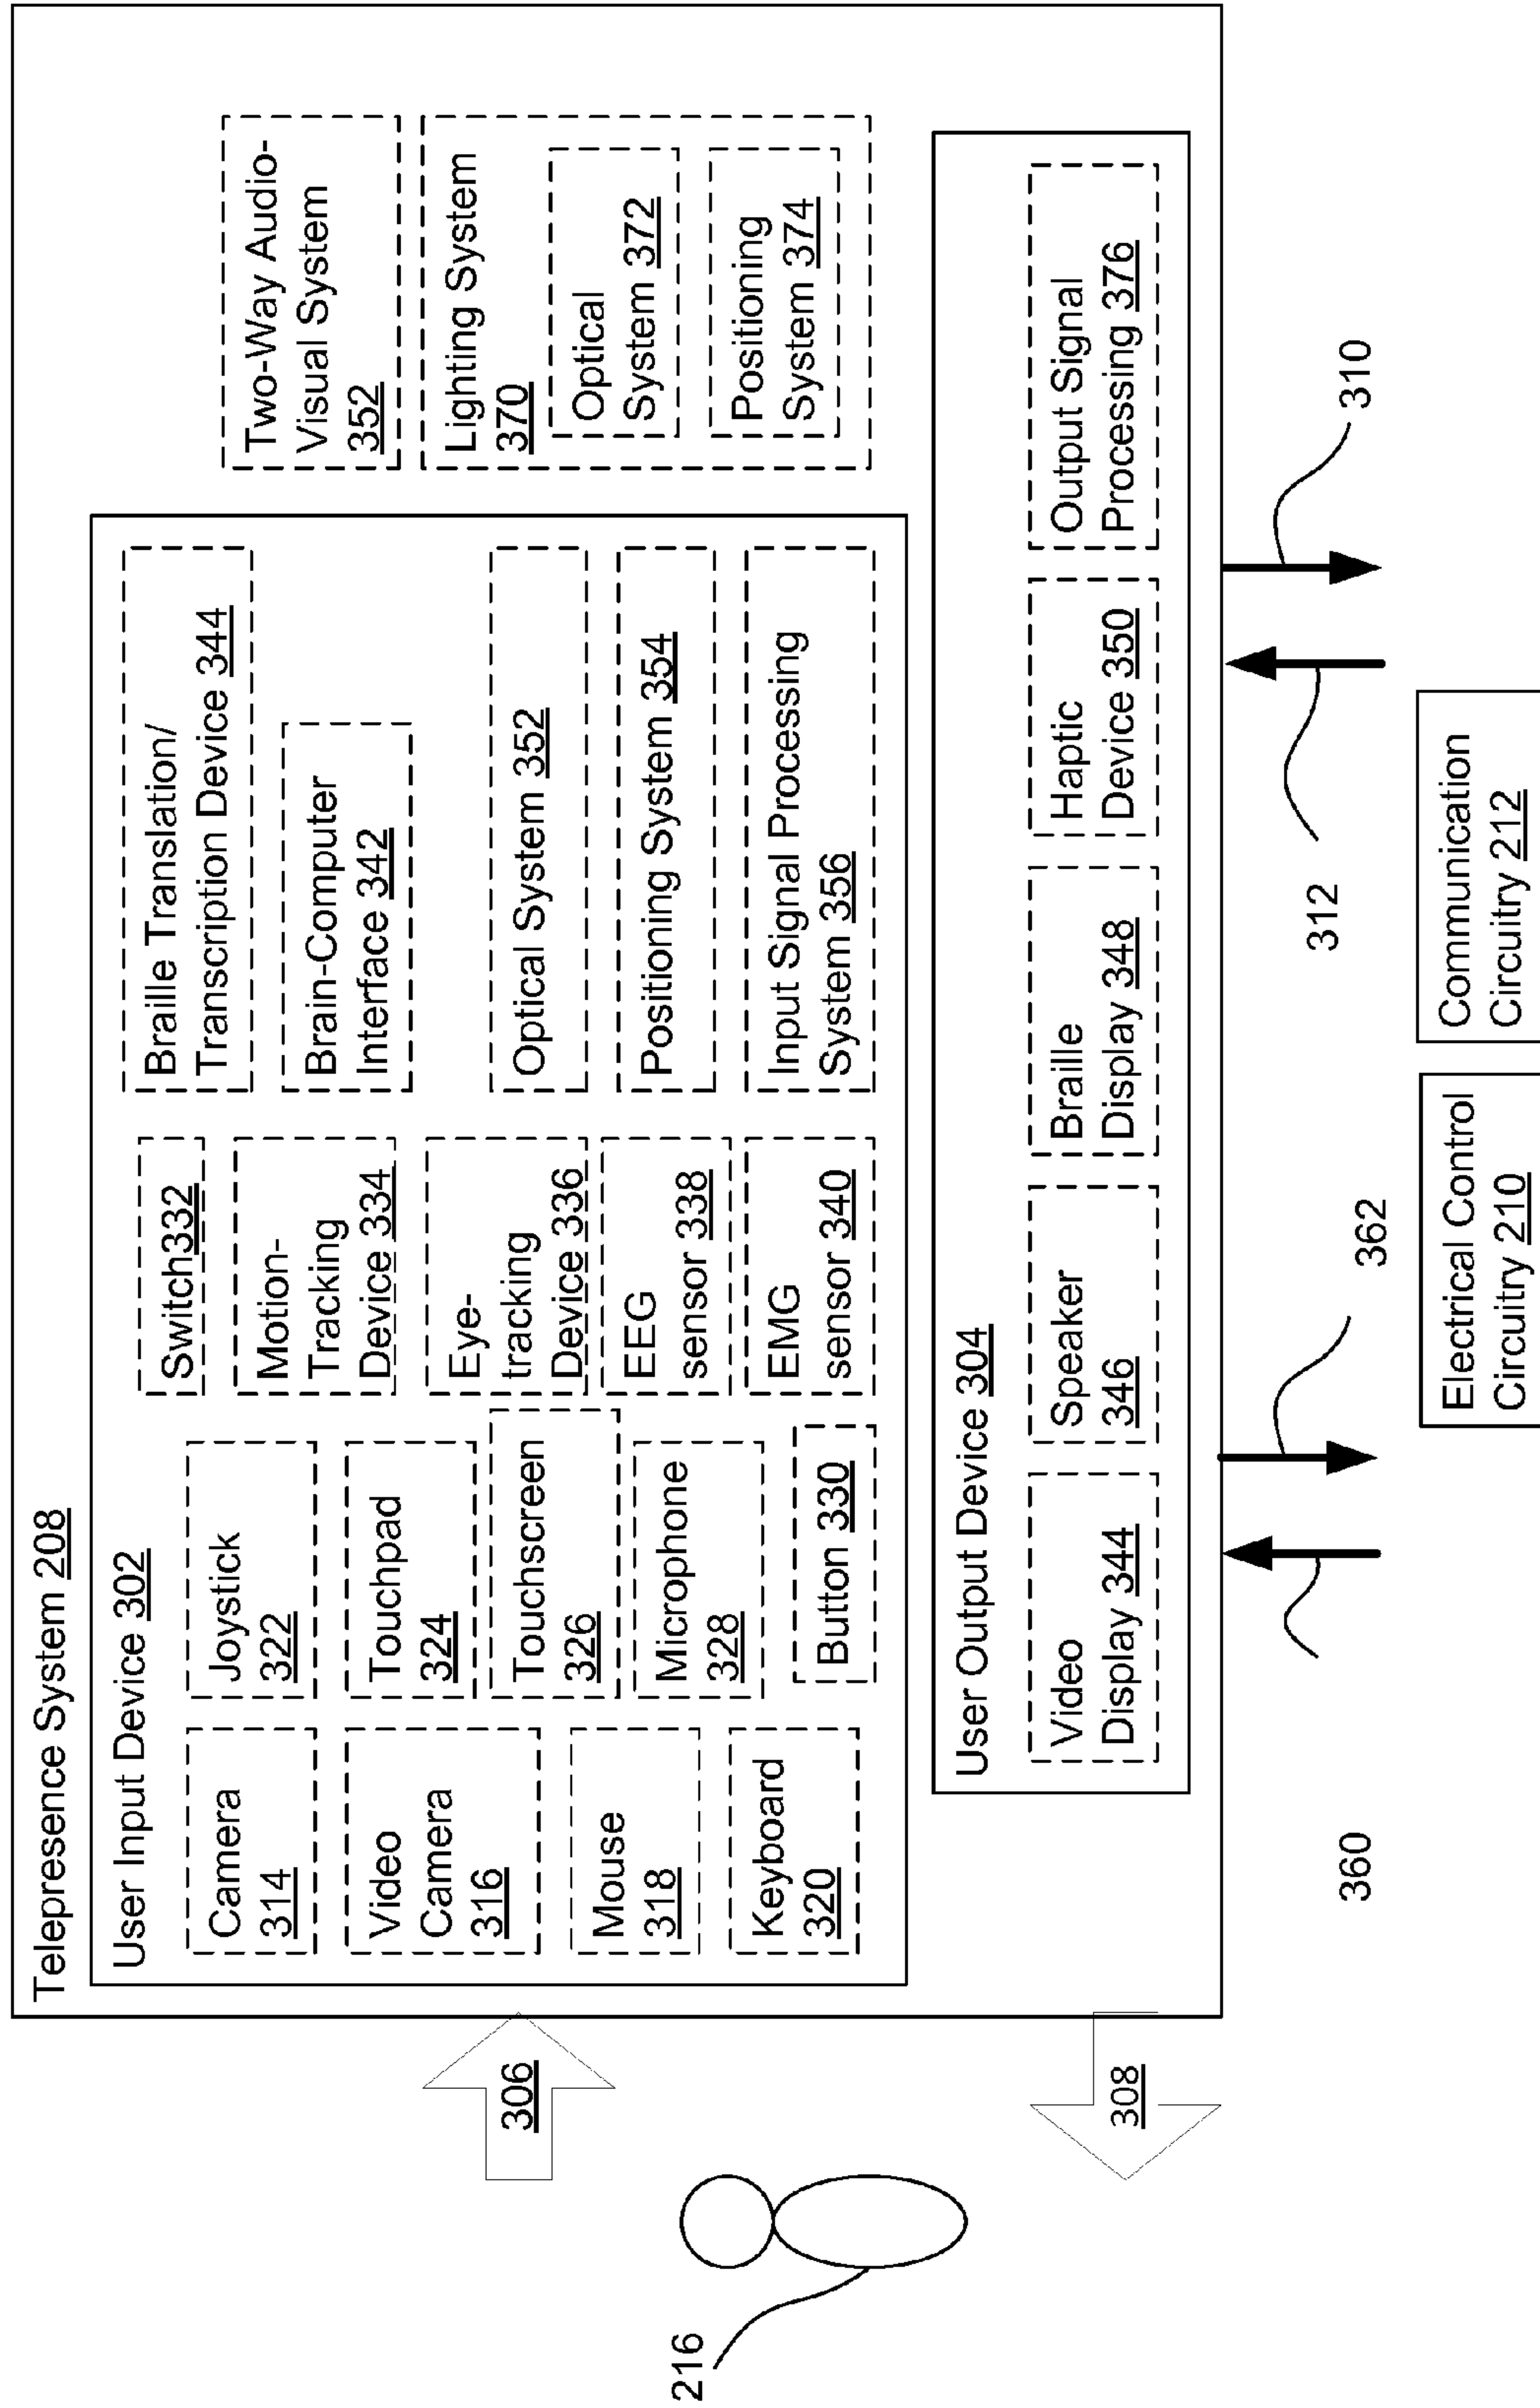 Telepresence System 208
User Input Device 302
Camera
314
Video
Camera
316
Mouse
318
Keyboard
320
Joystick
322
Touchpad
324
Touchscreen
326
Microphone
328
Button 330
Switch332
Motion-
Tracking
Device 334
Eye-
tracking
Device 336
EEG
sensor 338
EMG
sensor 340
Braille Translation/
Transcription Device 344
Brain-Computer
Interface 342
Optical System 352
Positioning System 354
Input Signal Processing
System 356
Two-Way Audio-
Visual System
352
Lighting System
370
Optical
System 372
Positioning
System 374
User Output Device 304
Video
Display 344
Speaker
346
Braille
Display 348
Haptic
Device 350
Output Signal
Processing 376
306
308
216
360
362
312
310
Electrical Control
Circuitry 210
Communication
Circuitry 212